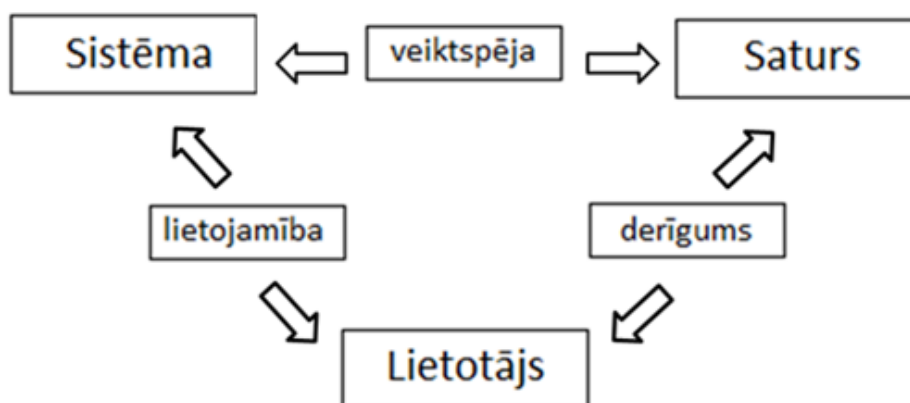 Sistēma
veiktspēja
Saturs
lietojamība
derīgums
Lietotājs